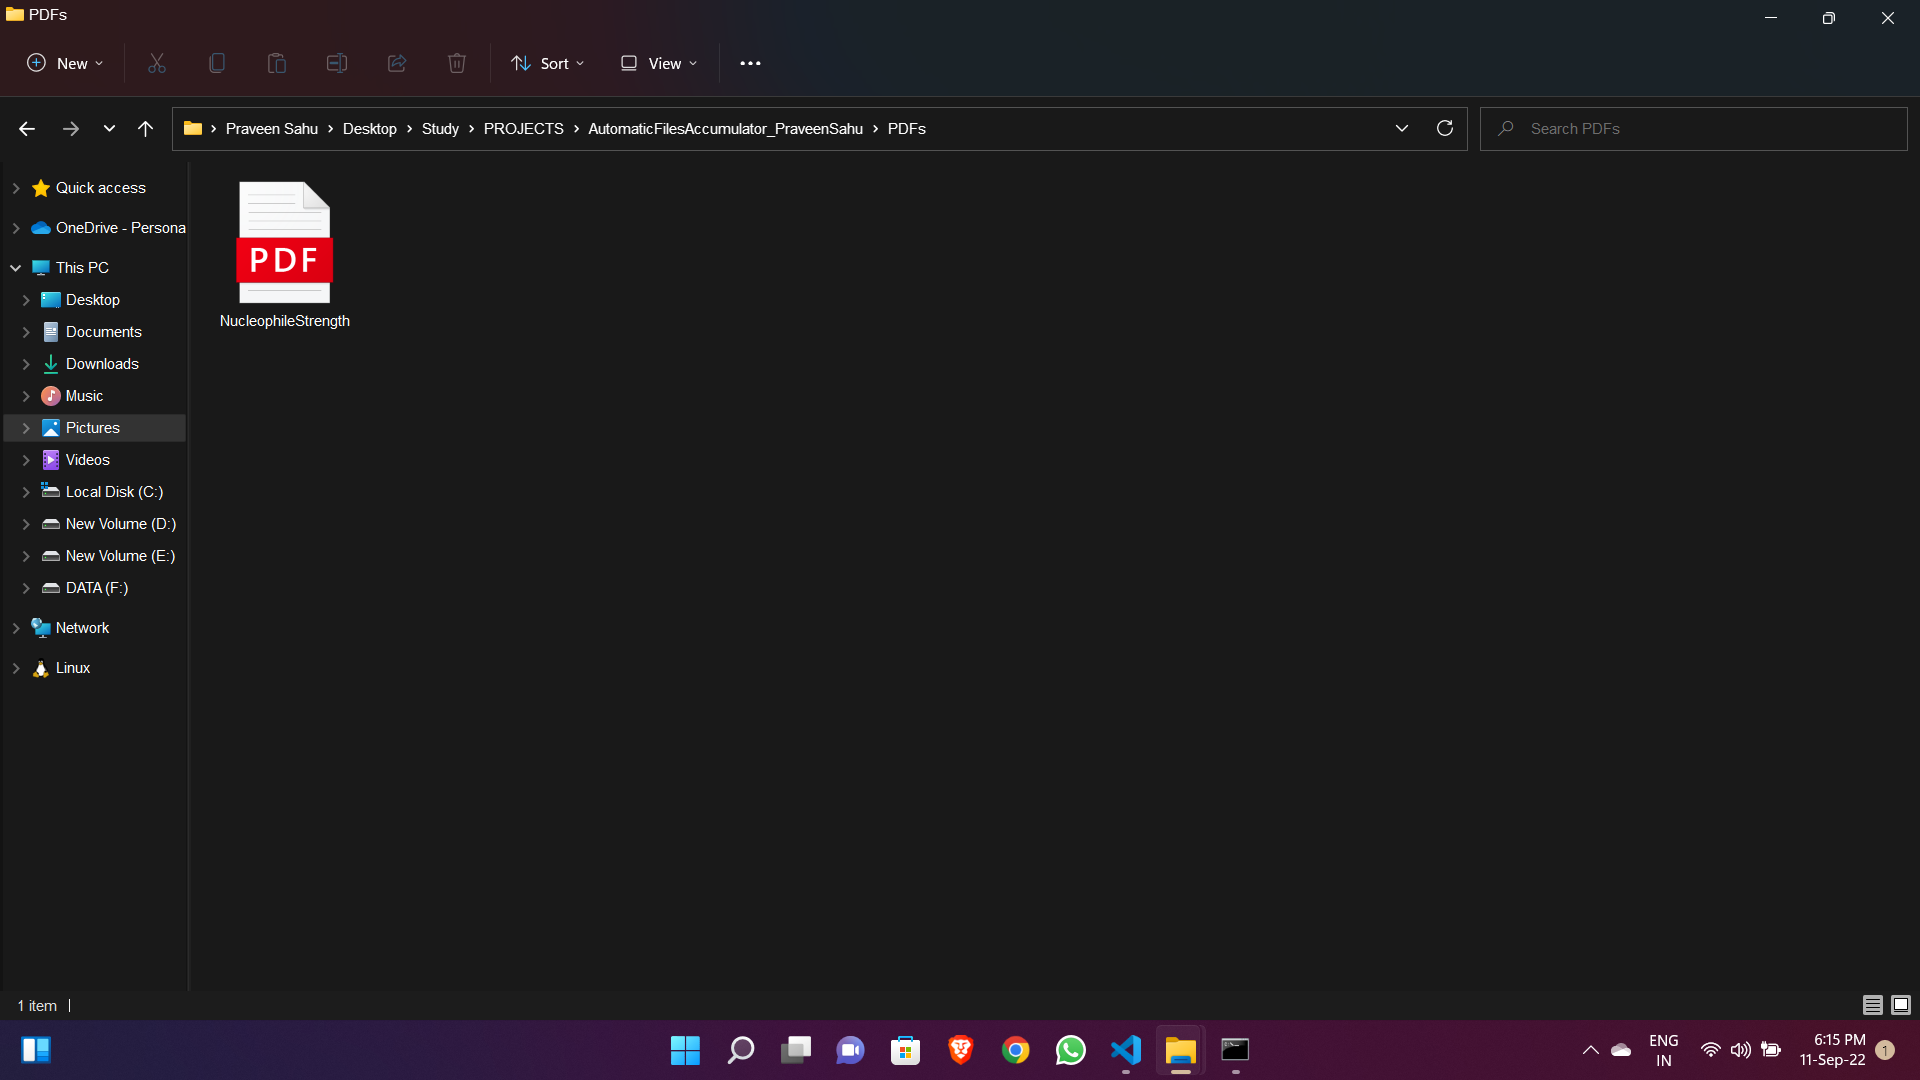 PDFs
New
Sort
View
Praveen Sahu
Desktop
Study
PROJECTS
AutomaticFilesAccumulator_PraveenSahu
PDFs
Search PDFs
Quick access
OneDrive - Persona
This PC
Desktop
Documents
Downloads
Music
Pictures
Videos
Local Disk (C:)
New Volume (D:)
New Volume (E:)
DATA (F:)
Network
Linux
PDF
NucleophileStrength
1 item
ENG
IN
6:15 PM
11-Sep-22
1